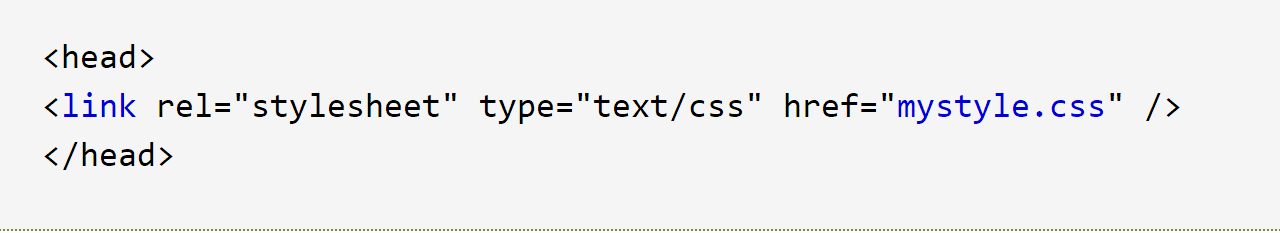 <head>
<link rel="stylesheet" type="text/css" href="mystyle.css" />
</head>